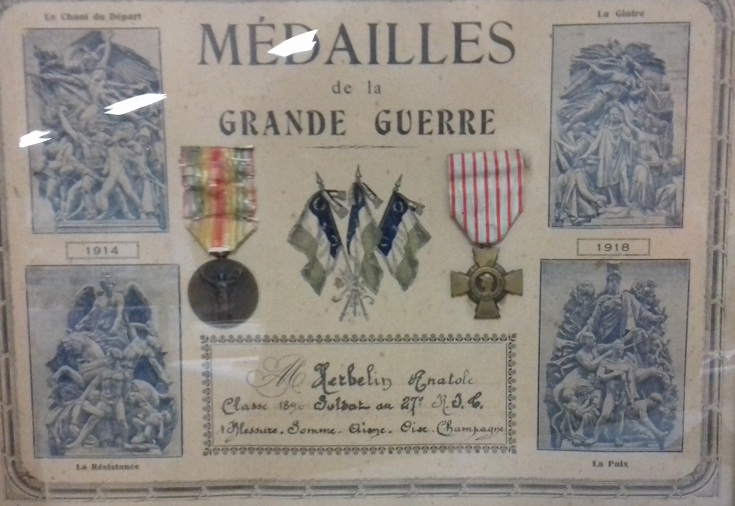 Le Chant du Départ
La Gloire
MÉDAILLES
de la
GRANDE GUERRE
1914
1918
M Herbelin Anatole
Classe Soldat au 27e R.I.T.
1 Blessure. Somme. Aisne. Oise. Champagne
La Résistance
La Paix